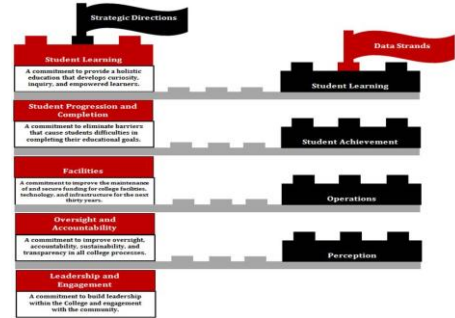 Strategic Directions
Data Strands
Student Learning
A commitment to provide a holistic
education that develops curiosity,
inquiry, and empowered learners.
Student Learning
Student Progression and
Completion
A commitment to eliminate barriers
that cause students difficulties in
completing their educational goals.
Student Achievement
Facilities
A commitment to improve the maintenance
of and secure funding for college facilities,
technology, and infrastructure for the next
thirty years.
Operations
Oversight and
Accountability
A commitment to improve oversight,
accountability, sustainability, and
transparency in all college processes.
Perception
Leadership and
Engagement
A commitment to build leadership
within the College and engagement
with the community.